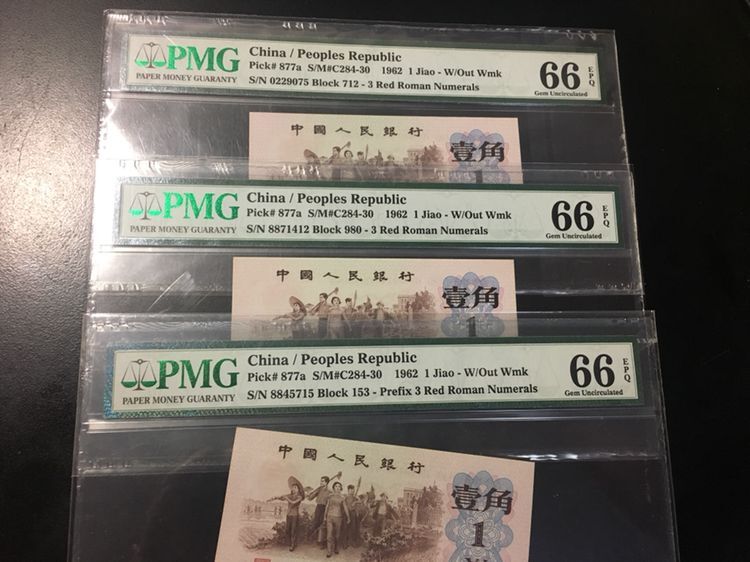 PMG
PAPER MONEY GUARANTY
China / Peoples Republic
Pick# 877a S/M#C284-30 1962 1 Jiao - W/Out Wmk
S/N 0229075 Block 712 - 3 Red Roman Numerals
66 EPQ
Gem Uncirculated
中國人民銀行
壹角
1
PMG
PAPER MONEY GUARANTY
China / Peoples Republic
Pick# 877a S/M#C284-30 1962 1 Jiao - W/Out Wmk
S/N 8871412 Block 980 - 3 Red Roman Numerals
66 EPQ
Gem Uncirculated
中國人民銀行
壹角
1
PMG
PAPER MONEY GUARANTY
China / Peoples Republic
Pick# 877a S/M#C284-30 1962 1 Jiao - W/Out Wmk
S/N 8845715 Block 153 - Prefix 3 Red Roman Numerals
66 EPQ
Gem Uncirculated
中國人民銀行
壹角
1